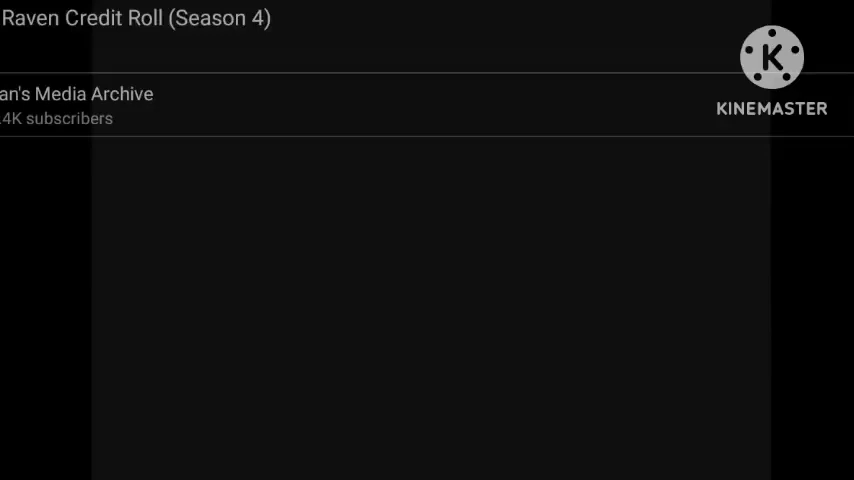 Raven Credit Roll (Season 4)
an's Media Archive
.4K subscribers
K
KINEMASTER